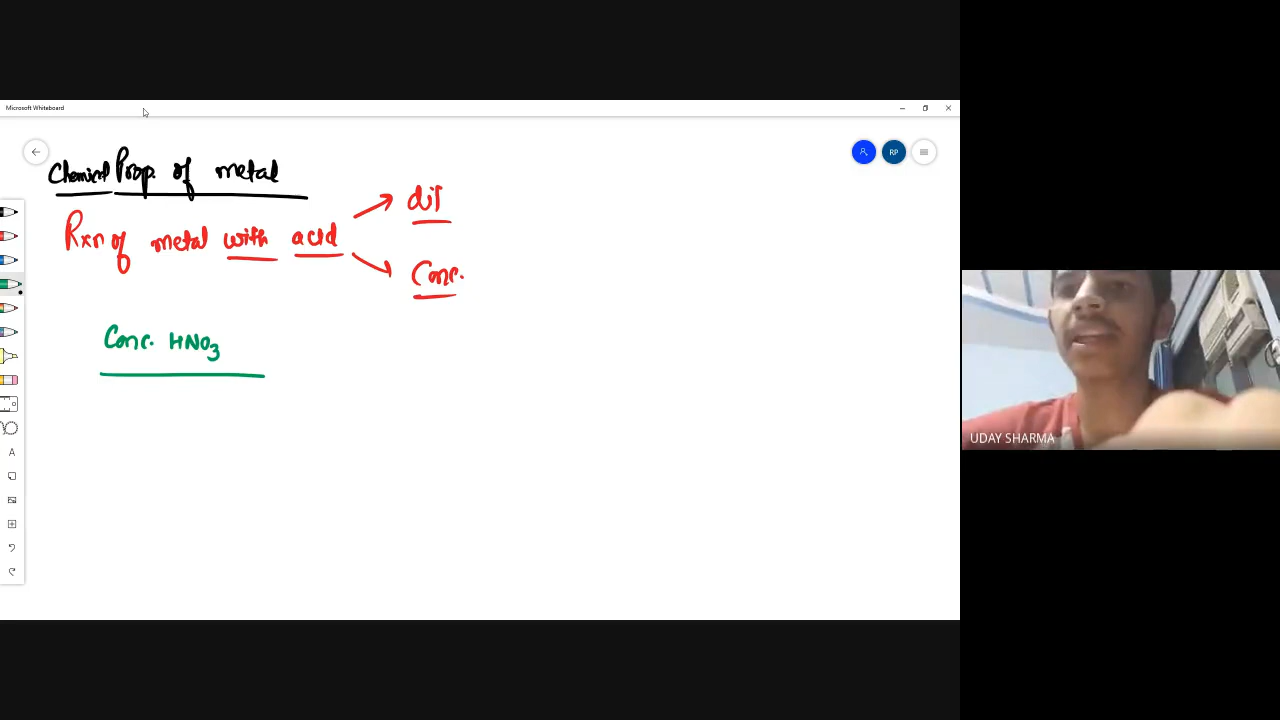 Microsoft Whiteboard
Chemical Prop. of metal
RP
dil
Rxn of metal with acid
Conc.
Conc. HNO3
A
UDAY SHARMA